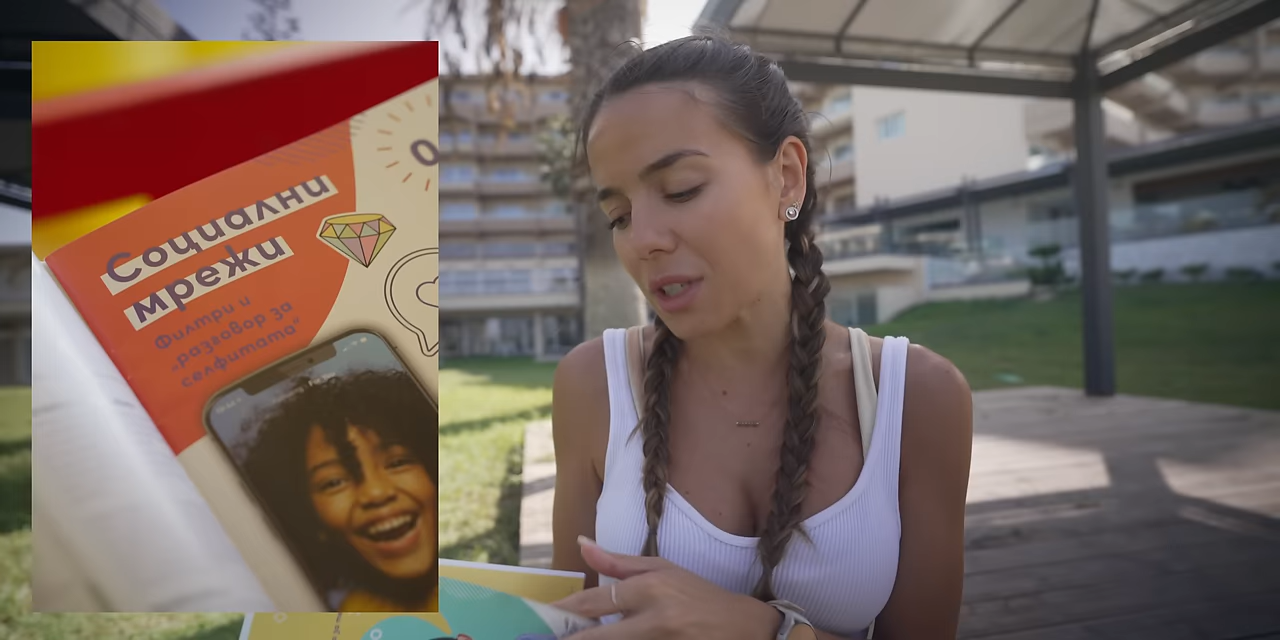 Социални
мрежи
Филтри и
„разговор за
селфитата“